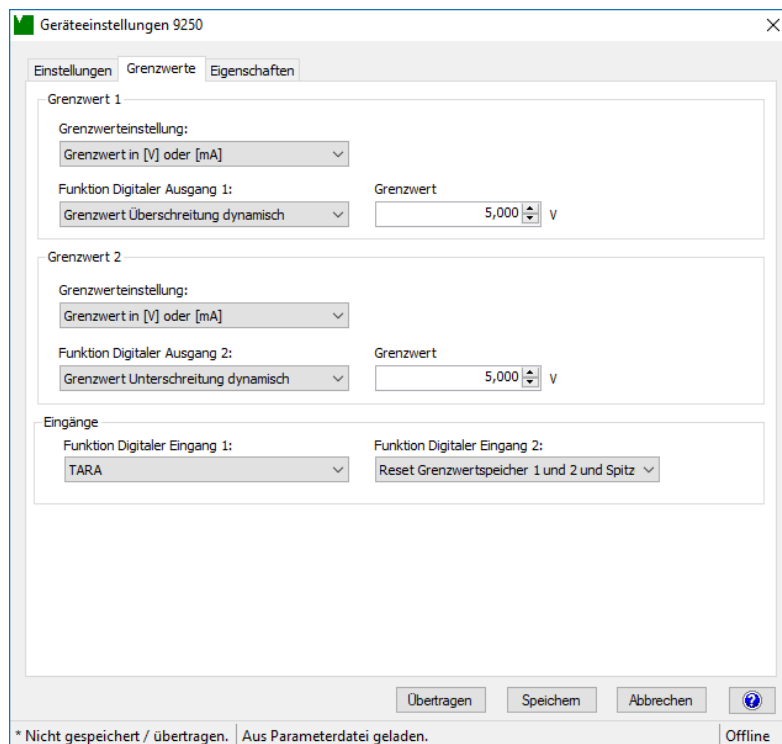 Geräteeinstellungen 9250
Einstellungen Grenzwerte Eigenschaften
Grenzwert 1
Grenzwerteinstellung:
Grenzwert in [V] oder [mA]
Funktion Digitaler Ausgang 1: Grenzwert
Grenzwert Überschreitung dynamisch 5,000 V
Grenzwert 2
Grenzwerteinstellung:
Grenzwert in [V] oder [mA]
Funktion Digitaler Ausgang 2: Grenzwert
Grenzwert Unterschreitung dynamisch 5,000 V
Eingänge
Funktion Digitaler Eingang 1: Funktion Digitaler Eingang 2:
TARA Reset Grenzwertspeicher 1 und 2 und Spitz
Übertragen Speichern Abbrechen ?
* Nicht gespeichert / übertragen. Aus Parameterdatei geladen. Offline